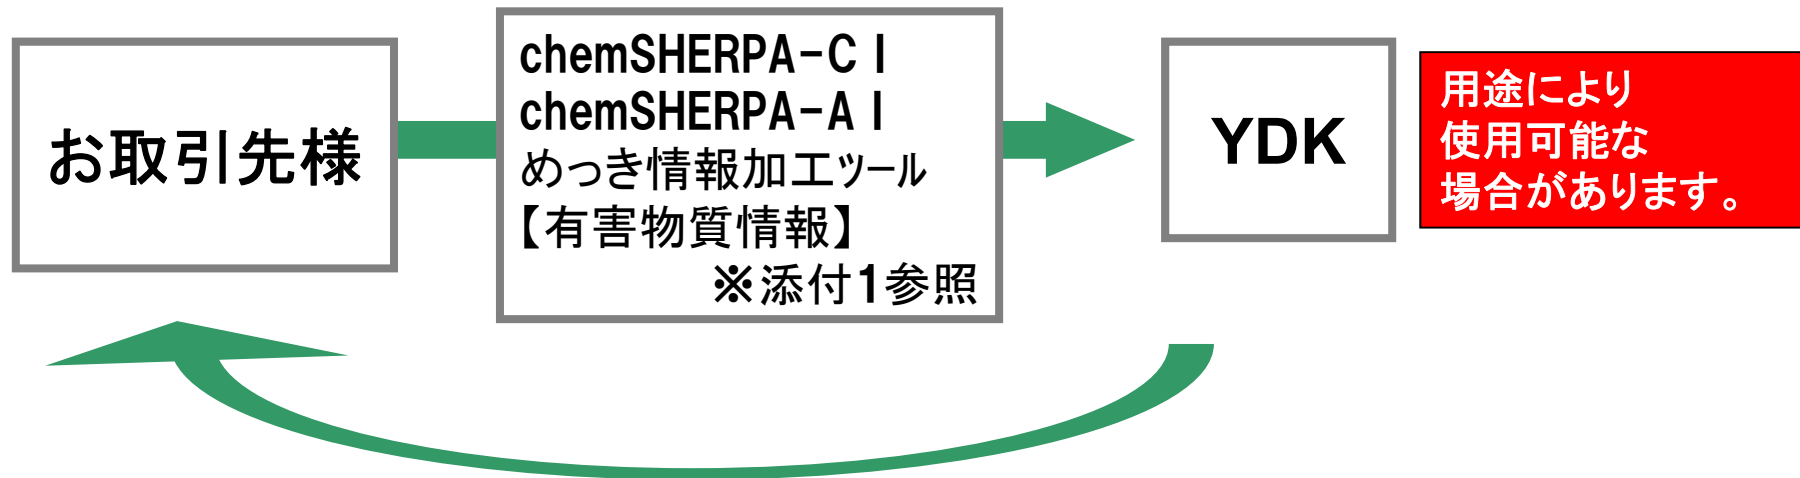 お取引先様
chemSHERPA-CI
chemSHERPA-AI
めっき情報加工ツール
【有害物質情報】
※添付1参照
YDK
用途により
使用可能な
場合があります。